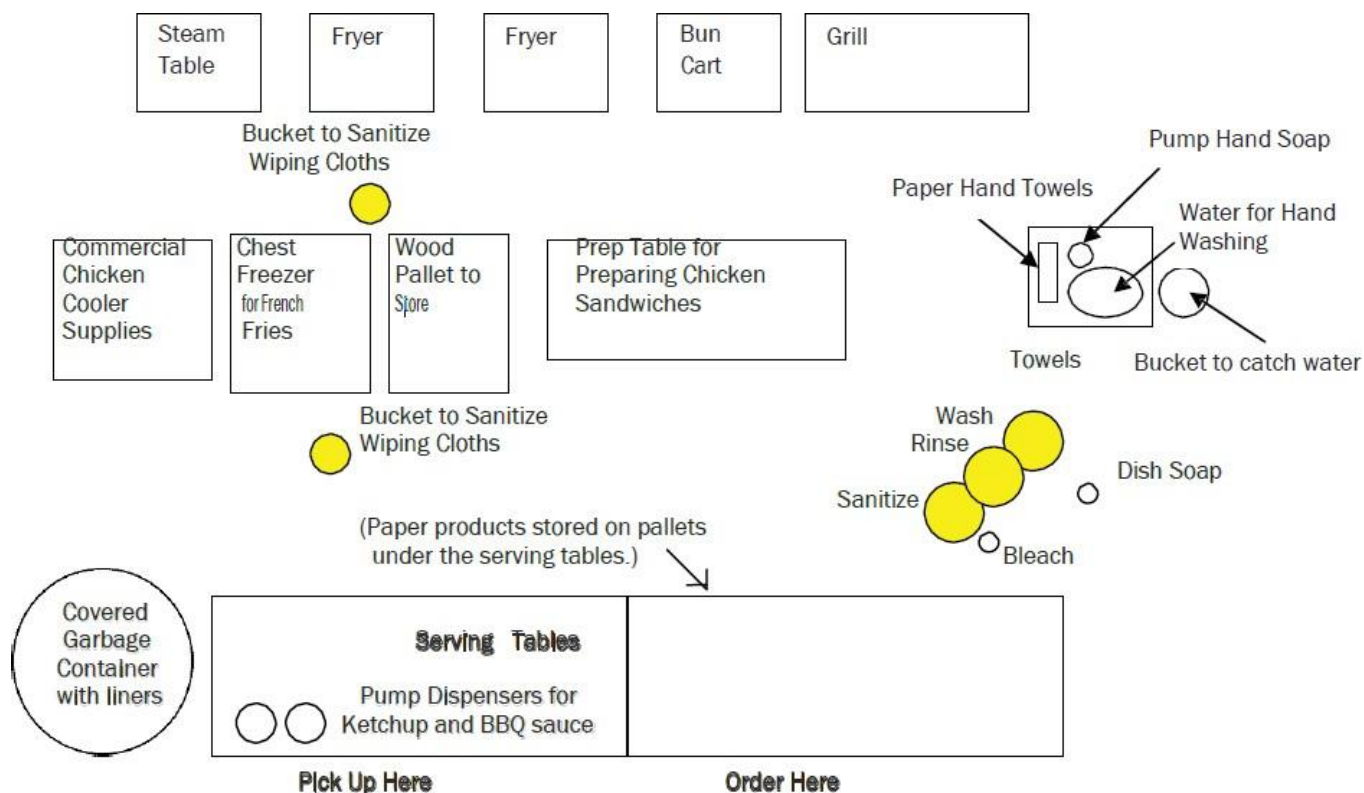 Steam
Table
Fryer
Fryer
Bun
Cart
Grill
Bucket to Sanitize
Wiping Cloths
Pump Hand Soap
Paper Hand Towels
Water for Hand
Washing
Commercial
Chicken
Cooler
Supplies
Chest
Freezer
for French
Fries
Wood
Pallet to
Store
Prep Table for
Preparing Chicken
Sandwiches
Towels
Bucket to catch water
Bucket to Sanitize
Wiping Cloths
Wash
Rinse
Sanitize
Dish Soap
Bleach
(Paper products stored on pallets
under the serving tables.)
Covered
Garbage
Container
with liners
Serving Tables
Pump Dispensers for
Ketchup and BBQ sauce
Pick Up Here
Order Here